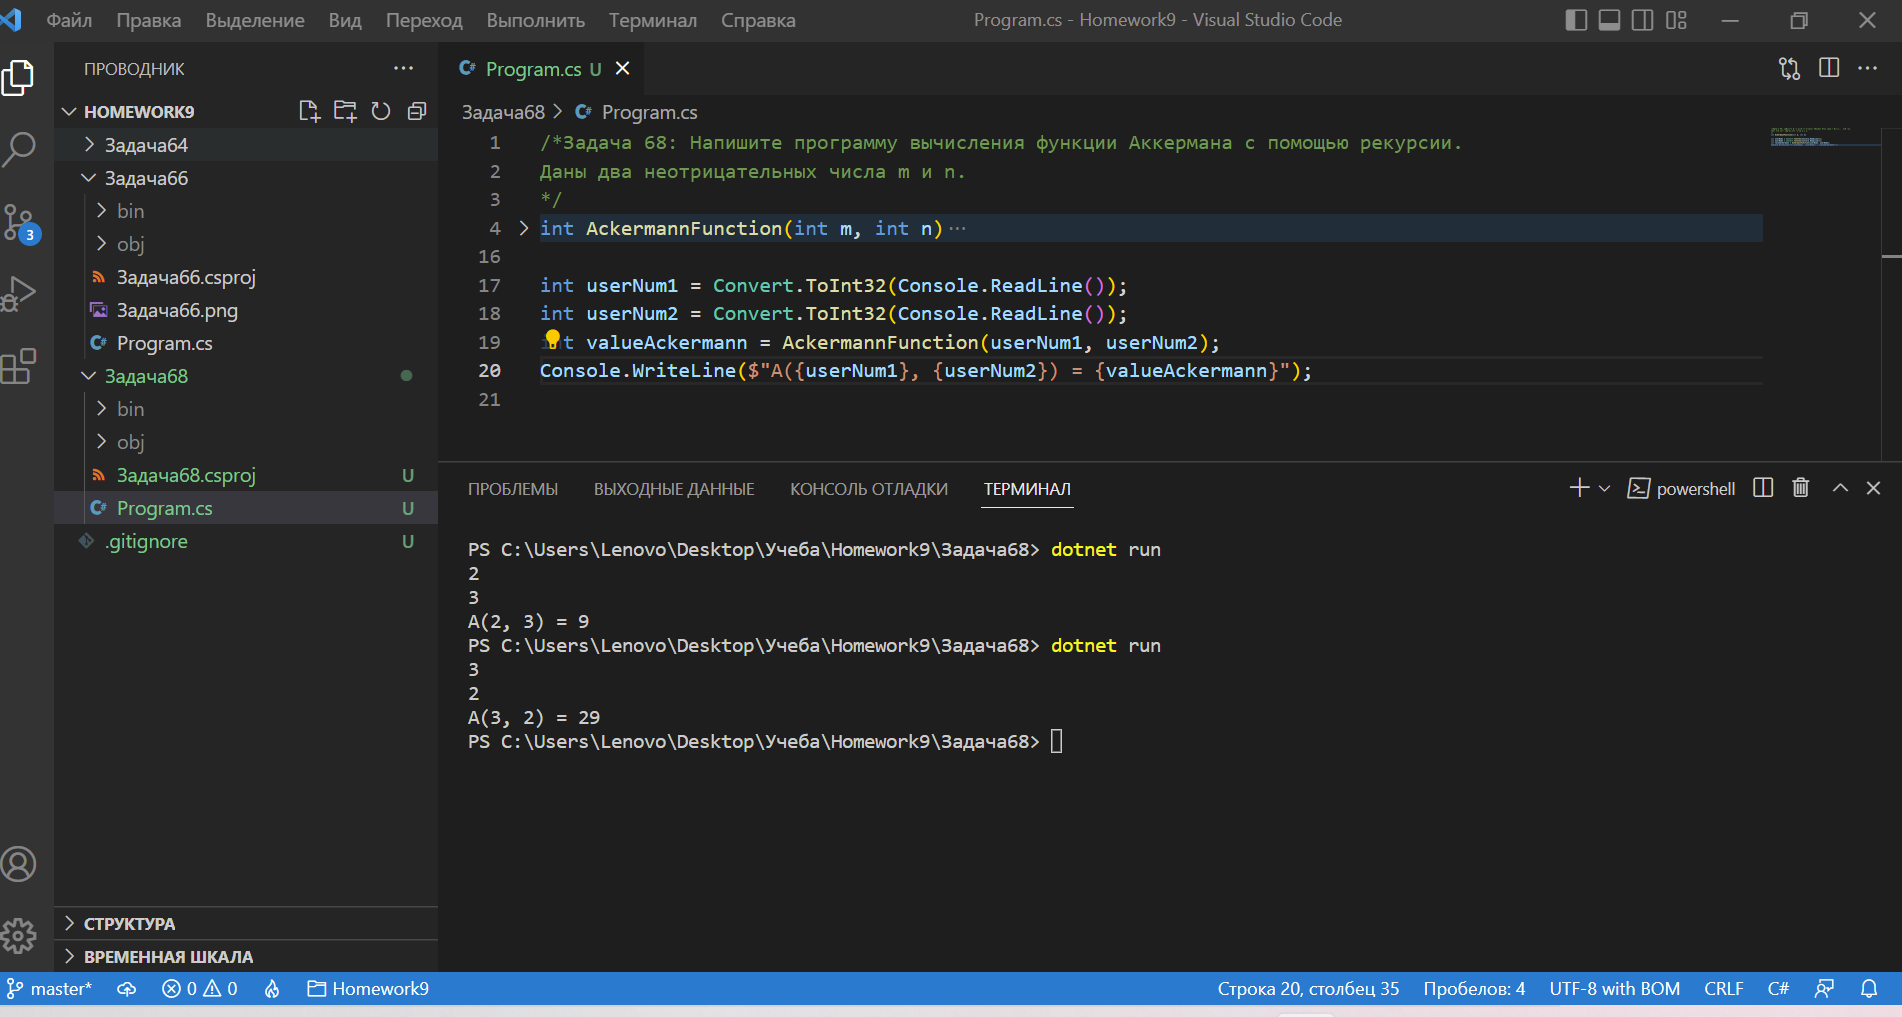 Файл Правка Выделение Вид Переход Выполнить Терминал Справка Program.cs - Homework9 - Visual Studio Code
ПРОВОДНИК
HOMEWORK9
Задача64
Задача66
bin
obj
Задача66.csproj
Задача66.png
Program.cs
Задача68
bin
obj
Задача68.csproj U
Program.cs U
.gitignore U
СТРУКТУРА
ВРЕМЕННАЯ ШКАЛА
3
Program.cs U
Задача68 > Program.cs
1 /*Задача 68: Напишите программу вычисления функции Аккермана с помощью рекурсии.
2 Даны два неотрицательных числа m и n.
3 */
4 int AckermannFunction(int m, int n)···
16
17 int userNum1 = Convert.ToInt32(Console.ReadLine());
18 int userNum2 = Convert.ToInt32(Console.ReadLine());
19 int valueAckermann = AckermannFunction(userNum1, userNum2);
20 Console.WriteLine($"A({userNum1}, {userNum2}) = {valueAckermann}");
21
ПРОБЛЕМЫ ВЫХОДНЫЕ ДАННЫЕ КОНСОЛЬ ОТЛАДКИ ТЕРМИНАЛ powershell
PS C:\Users\Lenovo\Desktop\Учеба\Homework9\Задача68> dotnet run
2
3
A(2, 3) = 9
PS C:\Users\Lenovo\Desktop\Учеба\Homework9\Задача68> dotnet run
3
2
A(3, 2) = 29
PS C:\Users\Lenovo\Desktop\Учеба\Homework9\Задача68>
master* 0 0 Homework9 Строка 20, столбец 35 Пробелов: 4 UTF-8 with BOM CRLF C#